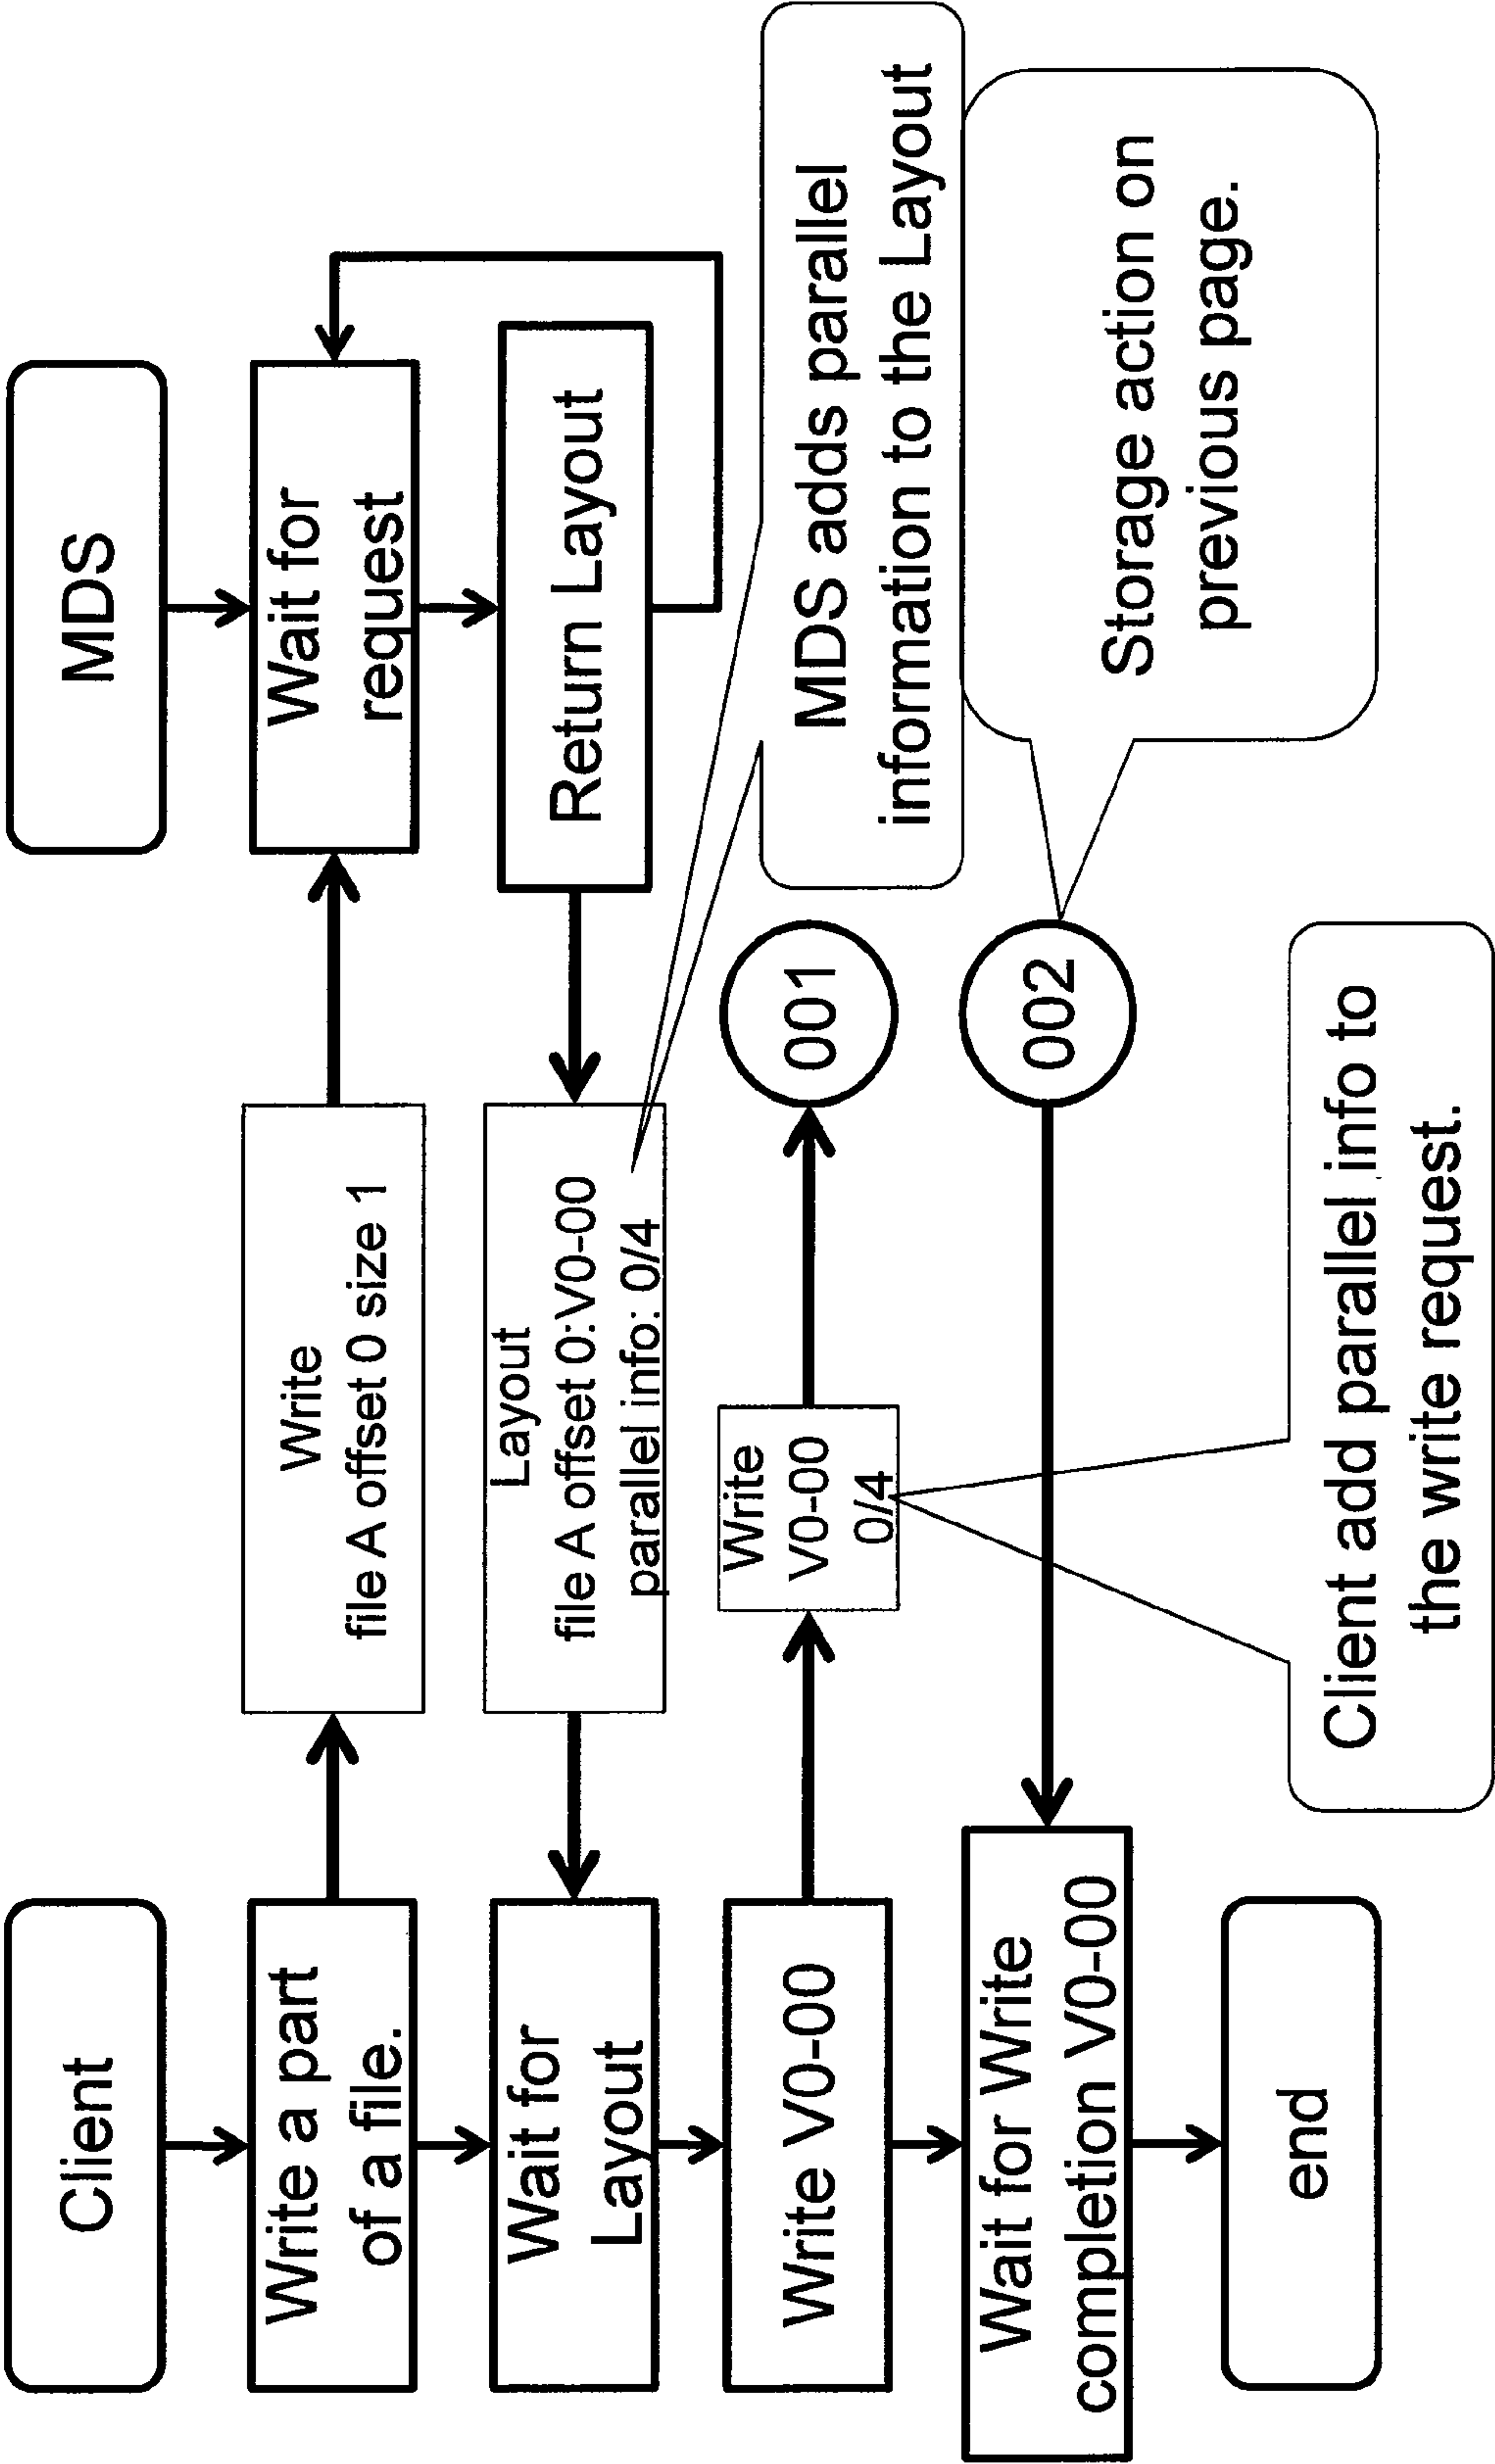 Client
MDS
Write a part
of a file.
Write
file A offset 0 size 1
Wait for
request
Wait for
Layout
Layout
file A offset 0:V0-00
parallel info: 0/4
Return Layout
Write V0-00
Write
V0-00
0/4
001
MDS adds parallel
information to the Layout
Wait for Write
completion V0-00
002
Storage action on
previous page.
end
Client add parallel info to
the write request.